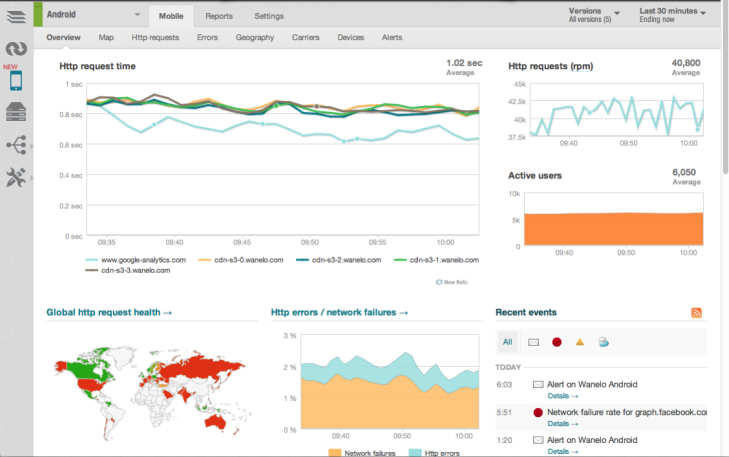 NEW
Android
Mobile
Reports
Settings
Versions
All versions (5)
Last 30 minutes
Ending now
Overview
Map
Http requests
Errors
Geography
Carriers
Devices
Alerts
Http request time
1.02 sec
Average
1 sec
0.8 sec
0.6 sec
0.4 sec
0.2 sec
0 sec
09:35
09:40
09:45
09:50
09:55
10:00
www.google-analytics.com
cdn-s3-0.wanelo.com
cdn-s3-2.wanelo.com
cdn-s3-1.wanelo.com
cdn-s3-3.wanelo.com
New Relic
Http requests (rpm)
40,800
Average
45k
42.5k
40k
37.5k
09:40
09:50
10:00
Active users
6,050
Average
10k
5k
0k
09:40
09:50
10:00
Global http request health →
Http errors / network failures →
3 %
2 %
1 %
0 %
09:40
09:50
10:00
Network failures
Http errors
Recent events
All
TODAY
6:03
Alert on Wanelo Android
Details →
5:51
Network failure rate for graph.facebook.co
Details →
1:20
Alert on Wanelo Android
Details →